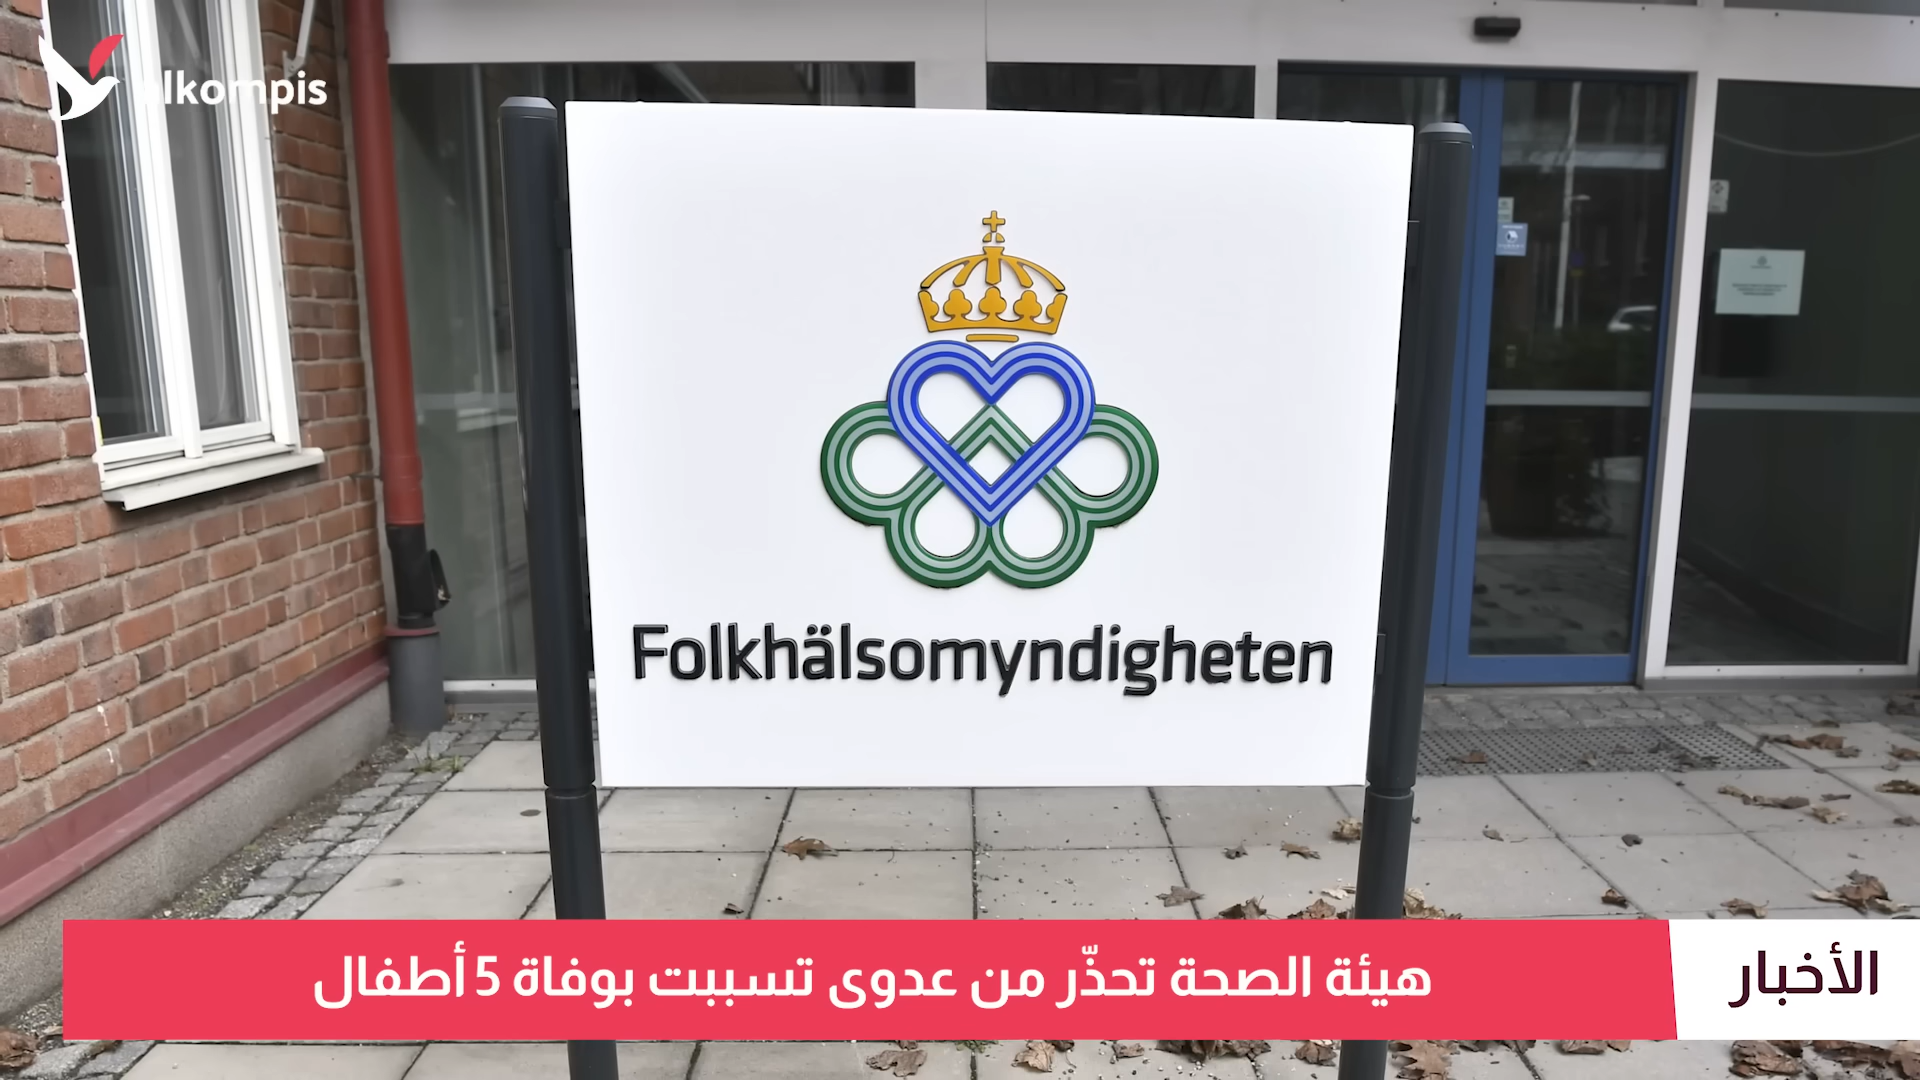 alkompis
Folkhälsomyndigheten
هيئة الصحة تحذّر من عدوى تسببت بوفاة 5 أطفال
الأخبار